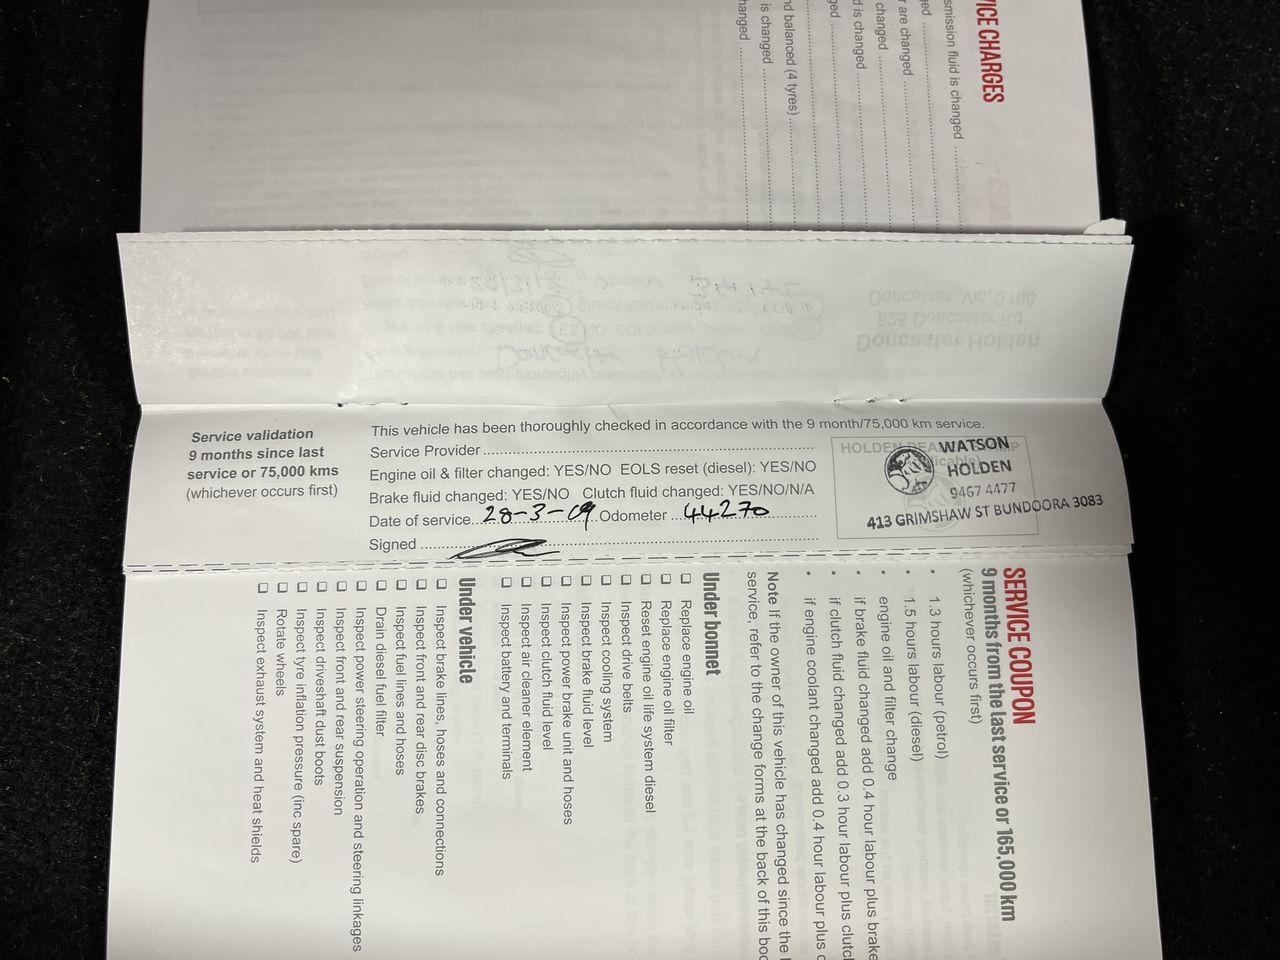 VICE CHARGES
smission fluid is changed
ged
r are changed
changed
d is changed
ged
nd balanced (4 tyres)
is changed
hanged
Doncaster Holden
825 Doncaster Rd
Doncaster Vic, 3108
Service validation
9 months since last
service or 75,000 kms
(whichever occurs first)
This vehicle has been thoroughly checked in accordance with the 9 month/75,000 km service.
Service Provider
Engine oil & filter changed: YES/NO EOLS reset (diesel): YES/NO
Brake fluid changed: YES/NO Clutch fluid changed: YES/NO/N/A
Date of service 28-3-09 Odometer 44270
Signed
HOLDEN DEA
WATSON
HOLDEN
9467 4477
413 GRIMSHAW ST BUNDOORA 3083
SERVICE COUPON
9 months from the last service or 165,000 km
(whichever occurs first)
• 1.3 hours labour (petrol)
• 1.5 hours labour (diesel)
• engine oil and filter change
• if brake fluid changed add 0.4 hour labour plus brake
• if clutch fluid changed add 0.3 hour labour plus clutch
• if engine coolant changed add 0.4 hour labour plus
Note If the owner of this vehicle has changed since the
service, refer to the change forms at the back of this boo
Under bonnet
Replace engine oil
Replace engine oil filter
Reset engine oil life system diesel
Inspect drive belts
Inspect cooling system
Inspect brake fluid level
Inspect power brake unit and hoses
Inspect clutch fluid level
Inspect air cleaner element
Inspect battery and terminals
Under vehicle
Inspect brake lines, hoses and connections
Inspect front and rear disc brakes
Inspect fuel lines and hoses
Drain diesel fuel filter
Inspect power steering operation and steering linkages
Inspect front and rear suspension
Inspect driveshaft dust boots
Inspect tyre inflation pressure (inc spare)
Rotate wheels
Inspect exhaust system and heat shields